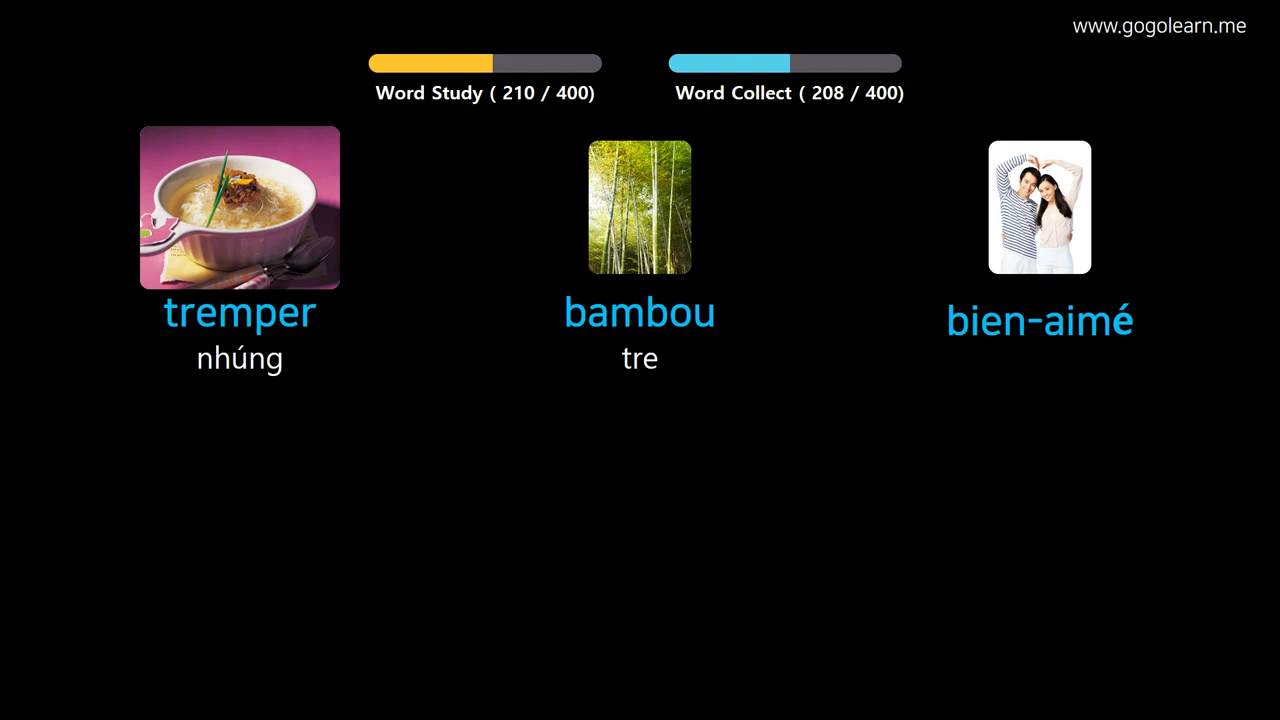 www.gogolearn.me
Word Study ( 210 / 400)
Word Collect ( 208 / 400)
tremper
nhúng
bambou
tre
bien-aimé